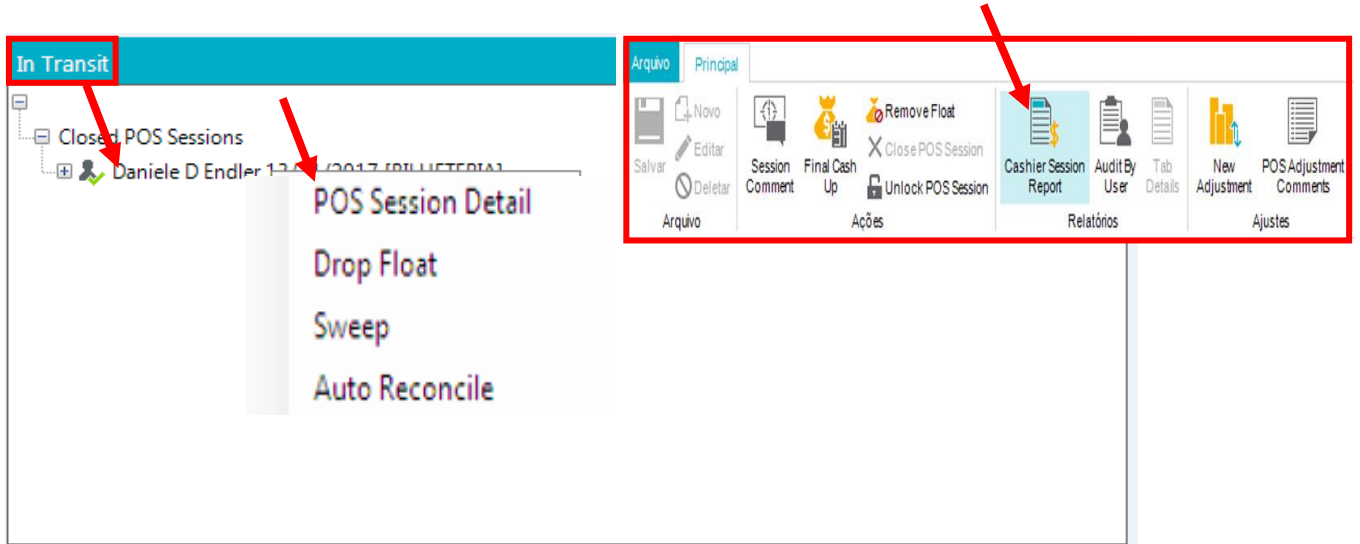 In Transit
Closed POS Sessions
Daniele D Endler /2017 [BILHETERIA]
POS Session Detail
Drop Float
Sweep
Auto Reconcile
Arquivo Principal
Salvar
Novo
Editar
Deletar
Arquivo
Session Comment
Final Cash Up
Remove Float
Close POS Session
Unlock POS Session
Ações
Cashier Session Report
Audit By User
Tab Details
Relatórios
New Adjustment
POS Adjustment Comments
Ajustes